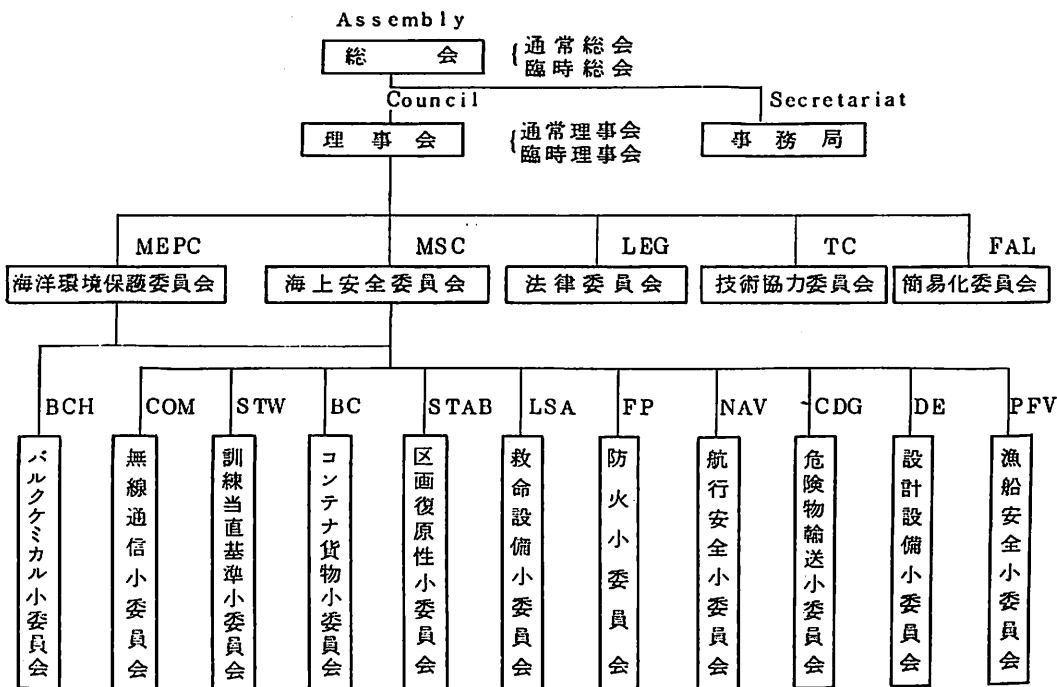 Assembly
総会
{通常総会
臨時総会
Council
Secretariat
理事会
{通常理事会
臨時理事会
事務局
MEPC
MSC
LEG
TC
FAL
海洋環境保護委員会
海上安全委員会
法律委員会
技術協力委員会
簡易化委員会
BCH
COM
STW
BC
STAB
LSA
FP
NAV
CDG
DE
PFV
バルクケミカル小委員会
無線通信小委員会
訓練当直基準小委員会
コンテナ貨物小委員会
区画復原性小委員会
救命設備小委員会
防火小委員会
航行安全小委員会
危険物輸送小委員会
設計設備小委員会
漁船安全小委員会